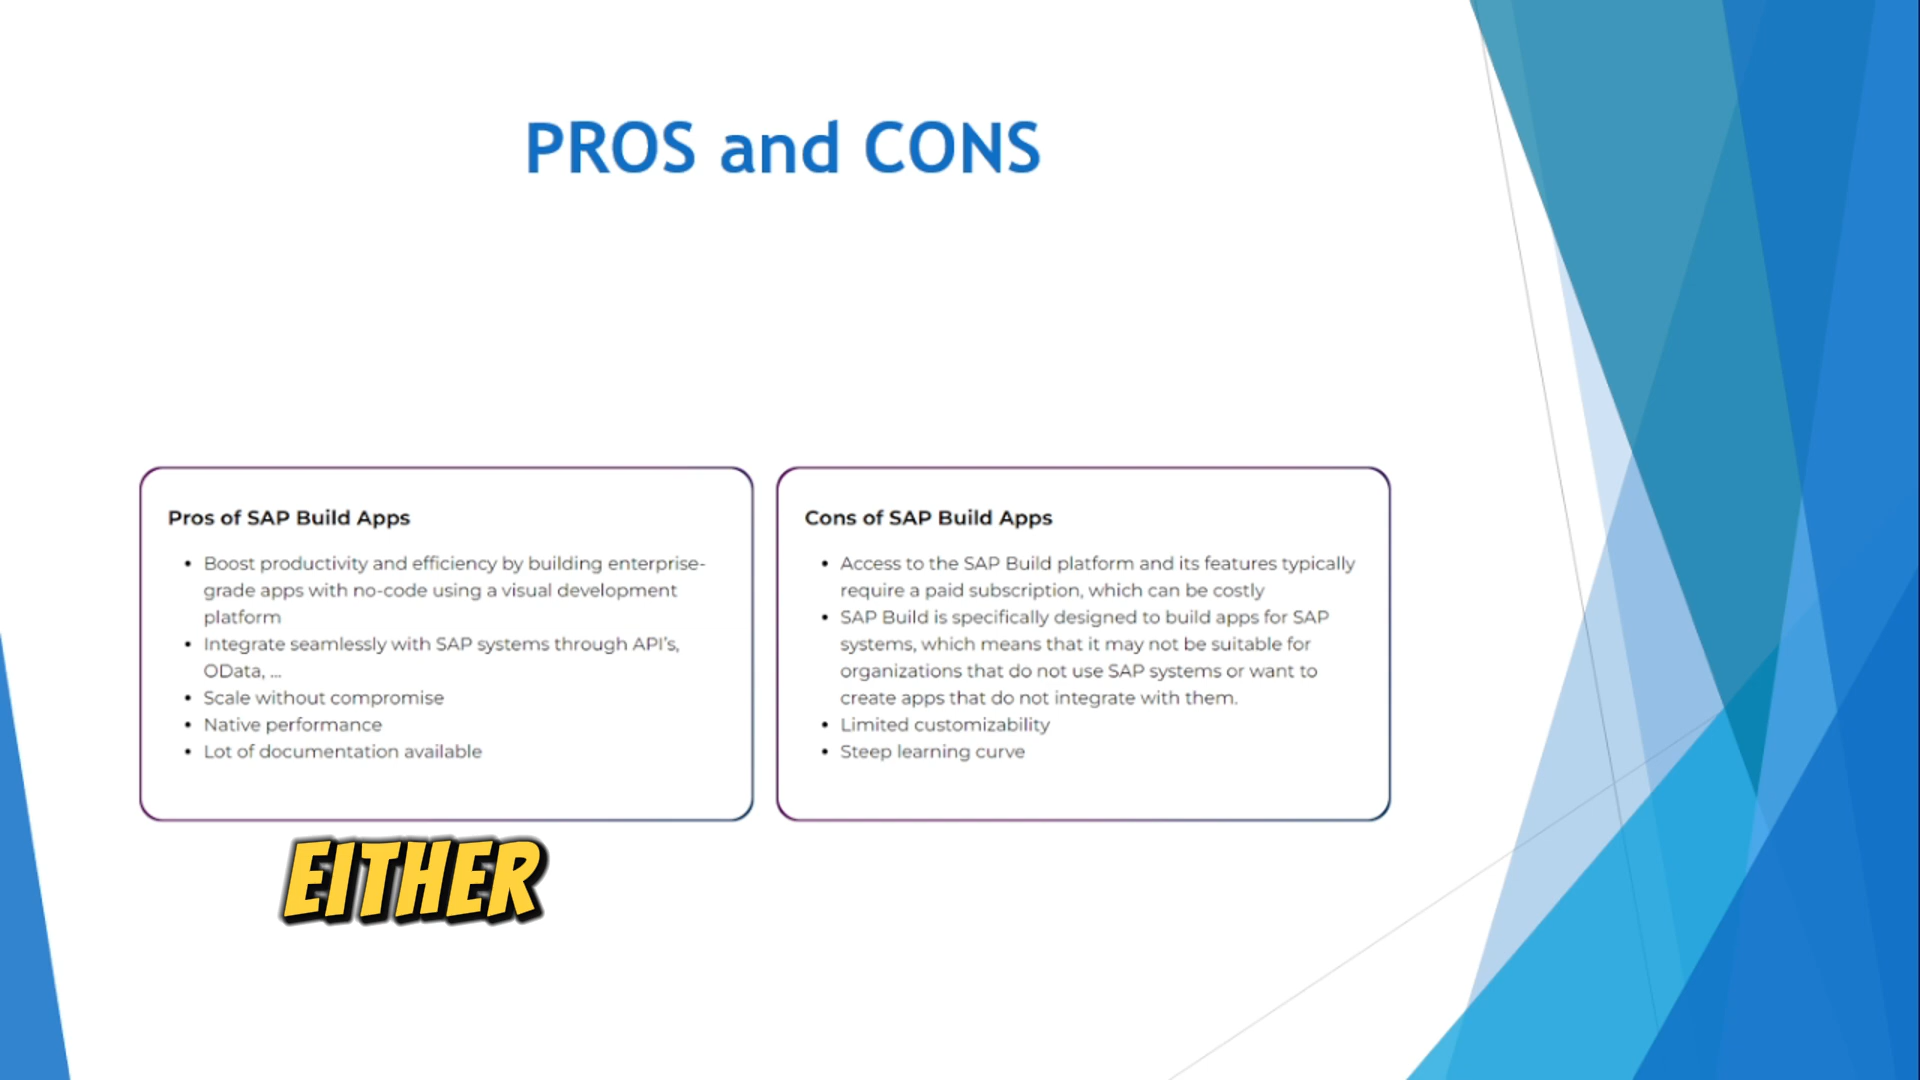 PROS and CONS
Pros of SAP Build Apps
• Boost productivity and efficiency by building enterprise-
grade apps with no-code using a visual development
platform
• Integrate seamlessly with SAP systems through API's,
OData, ...
• Scale without compromise
• Native performance
• Lot of documentation available
Cons of SAP Build Apps
• Access to the SAP Build platform and its features typically
require a paid subscription, which can be costly
• SAP Build is specifically designed to build apps for SAP
systems, which means that it may not be suitable for
organizations that do not use SAP systems or want to
create apps that do not integrate with them.
• Limited customizability
• Steep learning curve
EITHER